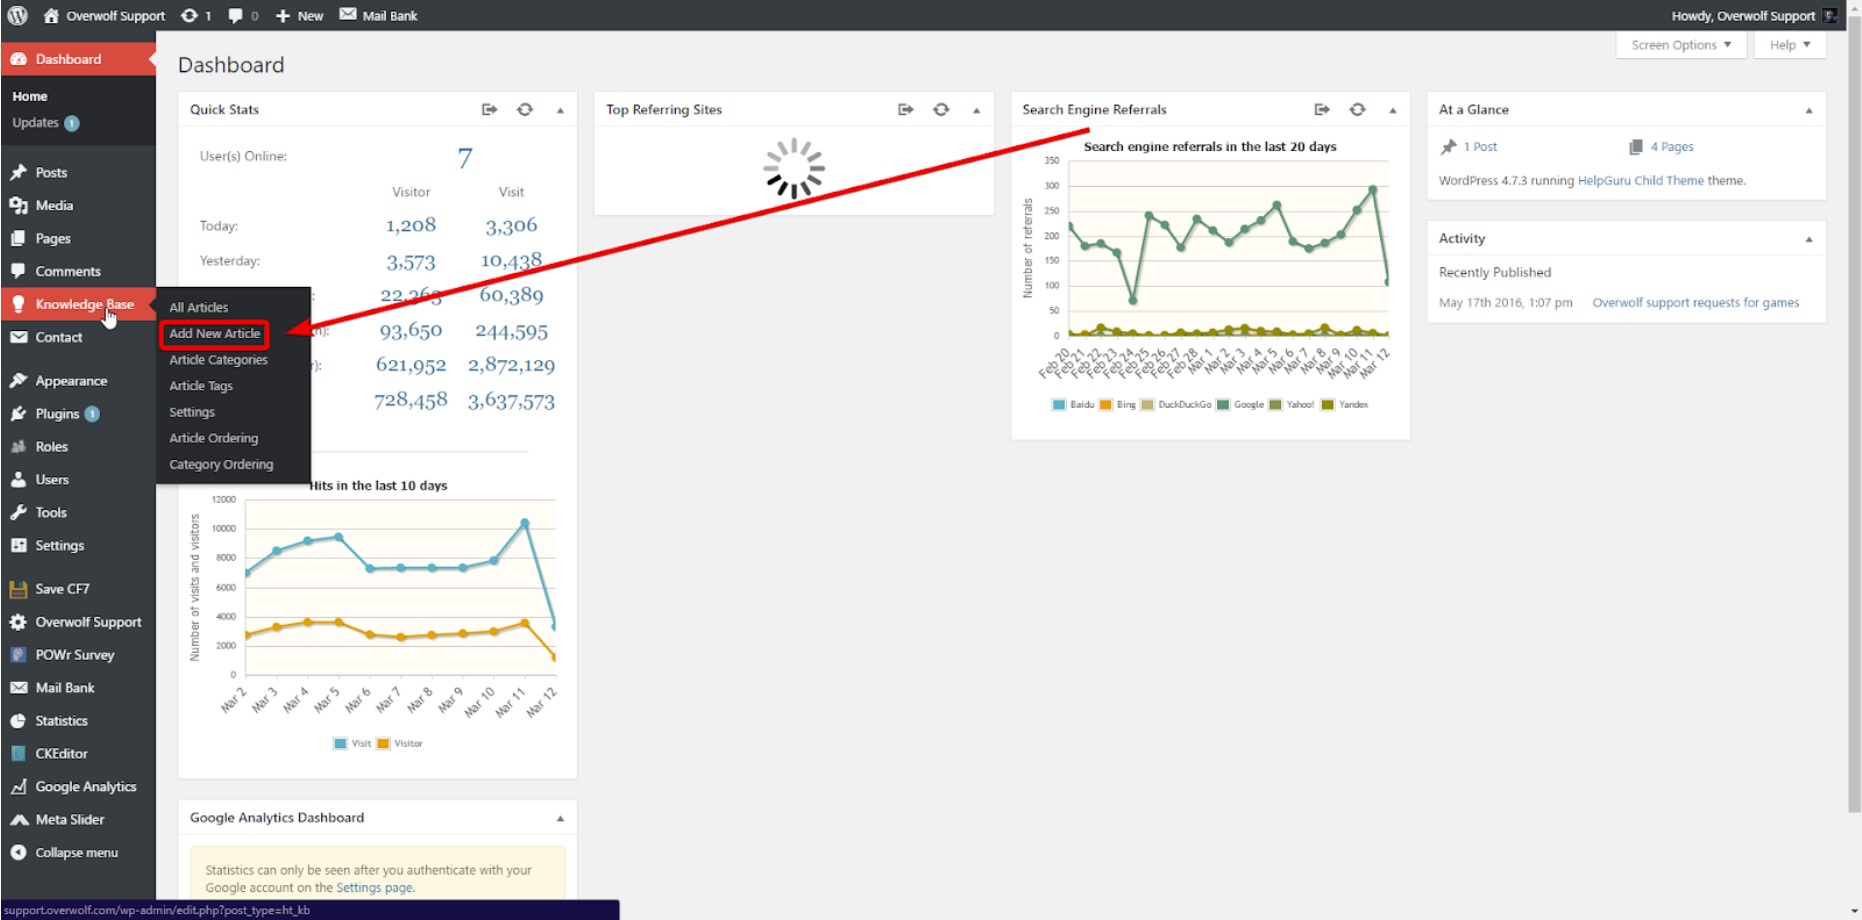 Overwolf Support 1 0 New Mail Bank Howdy, Overwolf Support
Screen Options Help
Dashboard
Home
Updates 1
Posts
Media
Pages
Comments
Knowledge Base
Contact
Appearance
Plugins 1
Roles
Users
Tools
Settings
Save CF7
Overwolf Support
POWr Survey
Mail Bank
Statistics
CKEditor
Google Analytics
Meta Slider
Collapse menu
All Articles
Add New Article
Article Categories
Article Tags
Settings
Article Ordering
Category Ordering
Dashboard
Quick Stats
User(s) Online: 7
Visitor Visit
Today: 1,208 3,306
Yesterday: 3,573 10,438
: 22,363 60,389
): 93,650 244,595
): 621,952 2,872,129
728,458 3,637,573
Hits in the last 10 days
Number of visits and visitors
12000
10000
8000
6000
4000
2000
0
Mar 2 Mar 3 Mar 4 Mar 5 Mar 6 Mar 7 Mar 8 Mar 9 Mar 10 Mar 11 Mar 12
Visit Visitor
Google Analytics Dashboard
Statistics can only be seen after you authenticate with your
Google account on the Settings page.
Top Referring Sites
Search Engine Referrals
Search engine referrals in the last 20 days
Number of referrals
350
300
250
200
150
100
50
0
Feb 20 Feb 21 Feb 22 Feb 23 Feb 24 Feb 25 Feb 26 Feb 27 Feb 28 Mar 1 Mar 2 Mar 3 Mar 4 Mar 5 Mar 6 Mar 7 Mar 8 Mar 9 Mar 10 Mar 11 Mar 12
Baidu Bing DuckDuckGo Google Yahoo! Yandex
At a Glance
1 Post 4 Pages
WordPress 4.7.3 running HelpGuru Child Theme theme.
Activity
Recently Published
May 17th 2016, 1:07 pm Overwolf support requests for games
support.overwolf.com/wp-admin/edit.php?post_type=ht_kb